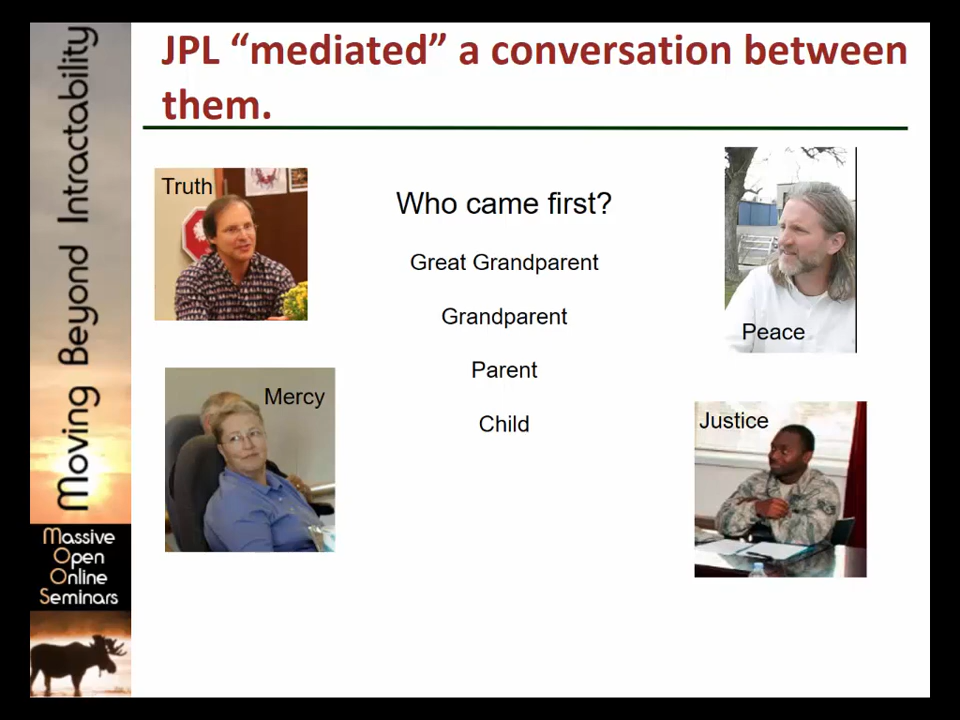 JPL “mediated” a conversation between
them.
Moving Beyond Intractability
Massive
Open
Online
Seminars
Truth
Who came first?
Great Grandparent
Grandparent
Parent
Child
Peace
Mercy
Justice